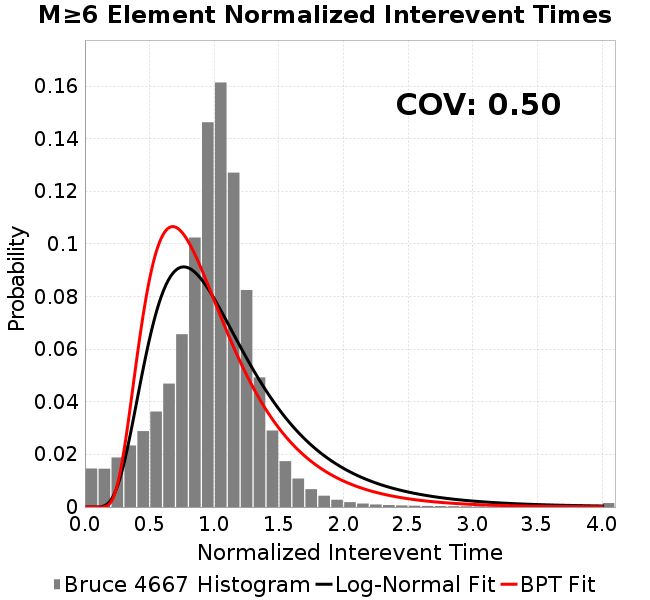 M≥6 Element Normalized Interevent Times
COV: 0.50
Probability
0.16
0.14
0.12
0.1
0.08
0.06
0.04
0.02
0
0.0 0.5 1.0 1.5 2.0 2.5 3.0 3.5 4.0
Normalized Interevent Time
Bruce 4667 Histogram Log-Normal Fit BPT Fit